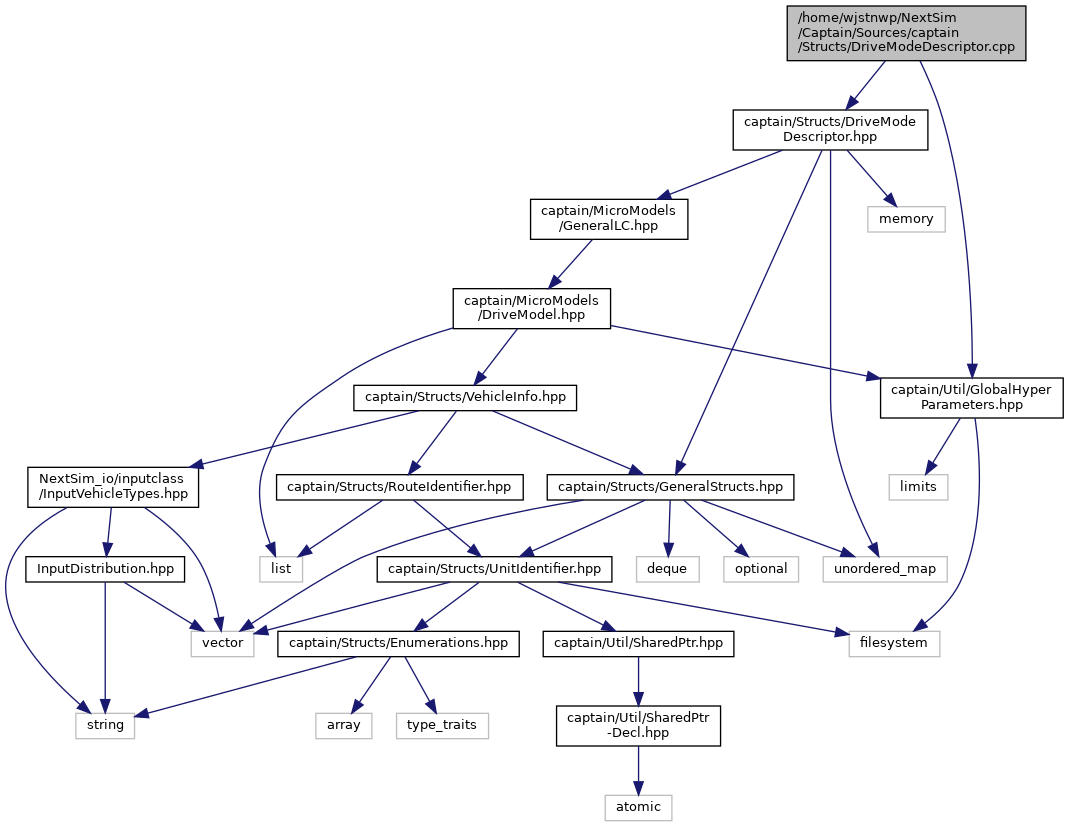 /home/wjstnwp/NextSim
/Captain/Sources/captain
/Structs/DriveModeDescriptor.cpp
captain/Structs/DriveMode
Descriptor.hpp
captain/MicroModels
/GeneralLC.hpp
memory
captain/MicroModels
/DriveModel.hpp
captain/Structs/VehicleInfo.hpp
captain/Util/GlobalHyper
Parameters.hpp
NextSim_io/inputclass
/InputVehicleTypes.hpp
captain/Structs/RouteIdentifier.hpp
captain/Structs/GeneralStructs.hpp
limits
InputDistribution.hpp
list
captain/Structs/UnitIdentifier.hpp
deque
optional
unordered_map
vector
captain/Structs/Enumerations.hpp
captain/Util/SharedPtr.hpp
filesystem
string
array
type_traits
captain/Util/SharedPtr
-Decl.hpp
atomic